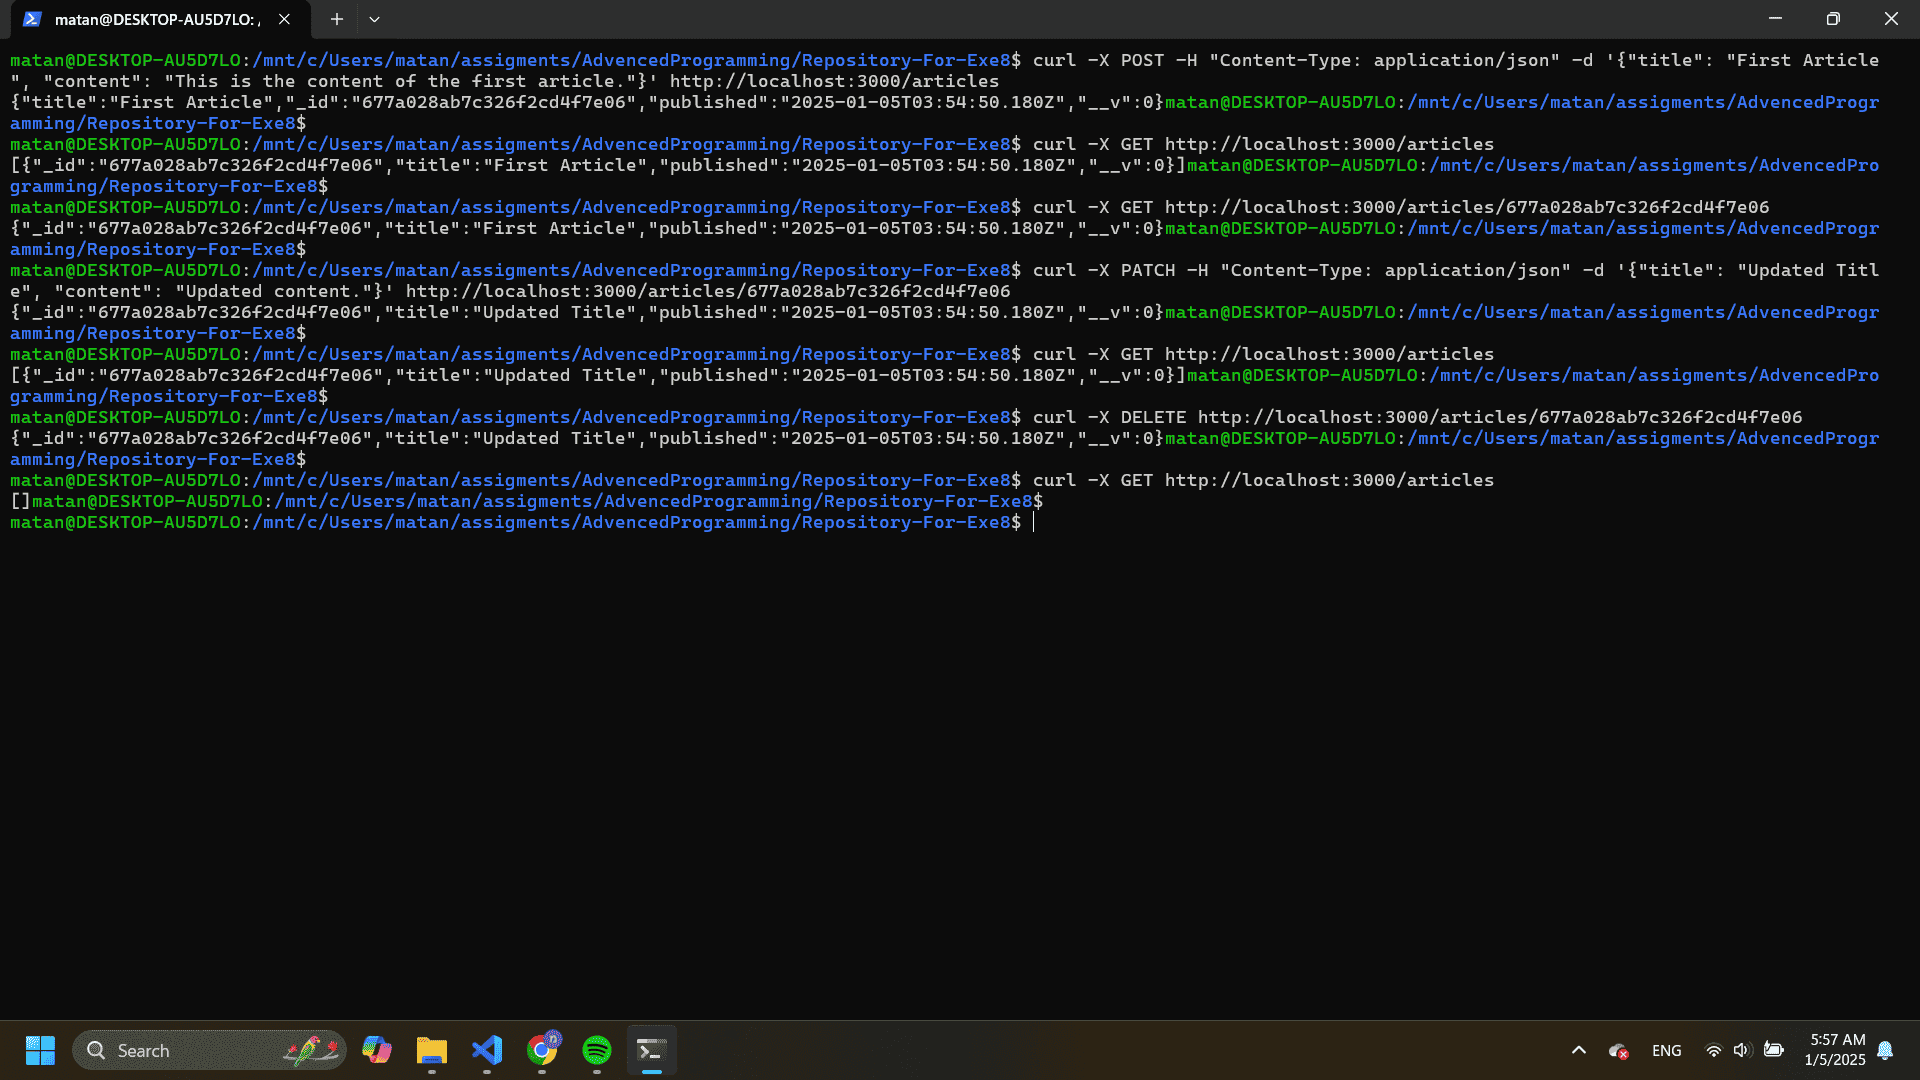 matan@DESKTOP-AU5D7LO: /
matan@DESKTOP-AU5D7LO:/mnt/c/Users/matan/assigments/AdvencedProgramming/Repository-For-Exe8$ curl -X POST -H "Content-Type: application/json" -d '{"title": "First Article
", "content": "This is the content of the first article."}' http://localhost:3000/articles
{"title":"First Article","_id":"677a028ab7c326f2cd4f7e06","published":"2025-01-05T03:54:50.180Z","__v":0}matan@DESKTOP-AU5D7LO:/mnt/c/Users/matan/assigments/AdvencedProgr
amming/Repository-For-Exe8$
matan@DESKTOP-AU5D7LO:/mnt/c/Users/matan/assigments/AdvencedProgramming/Repository-For-Exe8$ curl -X GET http://localhost:3000/articles
[{"_id":"677a028ab7c326f2cd4f7e06","title":"First Article","published":"2025-01-05T03:54:50.180Z","__v":0}]matan@DESKTOP-AU5D7LO:/mnt/c/Users/matan/assigments/AdvencedPro
gramming/Repository-For-Exe8$
matan@DESKTOP-AU5D7LO:/mnt/c/Users/matan/assigments/AdvencedProgramming/Repository-For-Exe8$ curl -X GET http://localhost:3000/articles/677a028ab7c326f2cd4f7e06
{"_id":"677a028ab7c326f2cd4f7e06","title":"First Article","published":"2025-01-05T03:54:50.180Z","__v":0}matan@DESKTOP-AU5D7LO:/mnt/c/Users/matan/assigments/AdvencedProgr
amming/Repository-For-Exe8$
matan@DESKTOP-AU5D7LO:/mnt/c/Users/matan/assigments/AdvencedProgramming/Repository-For-Exe8$ curl -X PATCH -H "Content-Type: application/json" -d '{"title": "Updated Titl
e", "content": "Updated content."}' http://localhost:3000/articles/677a028ab7c326f2cd4f7e06
{"_id":"677a028ab7c326f2cd4f7e06","title":"Updated Title","published":"2025-01-05T03:54:50.180Z","__v":0}matan@DESKTOP-AU5D7LO:/mnt/c/Users/matan/assigments/AdvencedProgr
amming/Repository-For-Exe8$
matan@DESKTOP-AU5D7LO:/mnt/c/Users/matan/assigments/AdvencedProgramming/Repository-For-Exe8$ curl -X GET http://localhost:3000/articles
[{"_id":"677a028ab7c326f2cd4f7e06","title":"Updated Title","published":"2025-01-05T03:54:50.180Z","__v":0}]matan@DESKTOP-AU5D7LO:/mnt/c/Users/matan/assigments/AdvencedPro
gramming/Repository-For-Exe8$
matan@DESKTOP-AU5D7LO:/mnt/c/Users/matan/assigments/AdvencedProgramming/Repository-For-Exe8$ curl -X DELETE http://localhost:3000/articles/677a028ab7c326f2cd4f7e06
{"_id":"677a028ab7c326f2cd4f7e06","title":"Updated Title","published":"2025-01-05T03:54:50.180Z","__v":0}matan@DESKTOP-AU5D7LO:/mnt/c/Users/matan/assigments/AdvencedProgr
amming/Repository-For-Exe8$
matan@DESKTOP-AU5D7LO:/mnt/c/Users/matan/assigments/AdvencedProgramming/Repository-For-Exe8$ curl -X GET http://localhost:3000/articles
[]matan@DESKTOP-AU5D7LO:/mnt/c/Users/matan/assigments/AdvencedProgramming/Repository-For-Exe8$
matan@DESKTOP-AU5D7LO:/mnt/c/Users/matan/assigments/AdvencedProgramming/Repository-For-Exe8$
Search
ENG
5:57 AM
1/5/2025